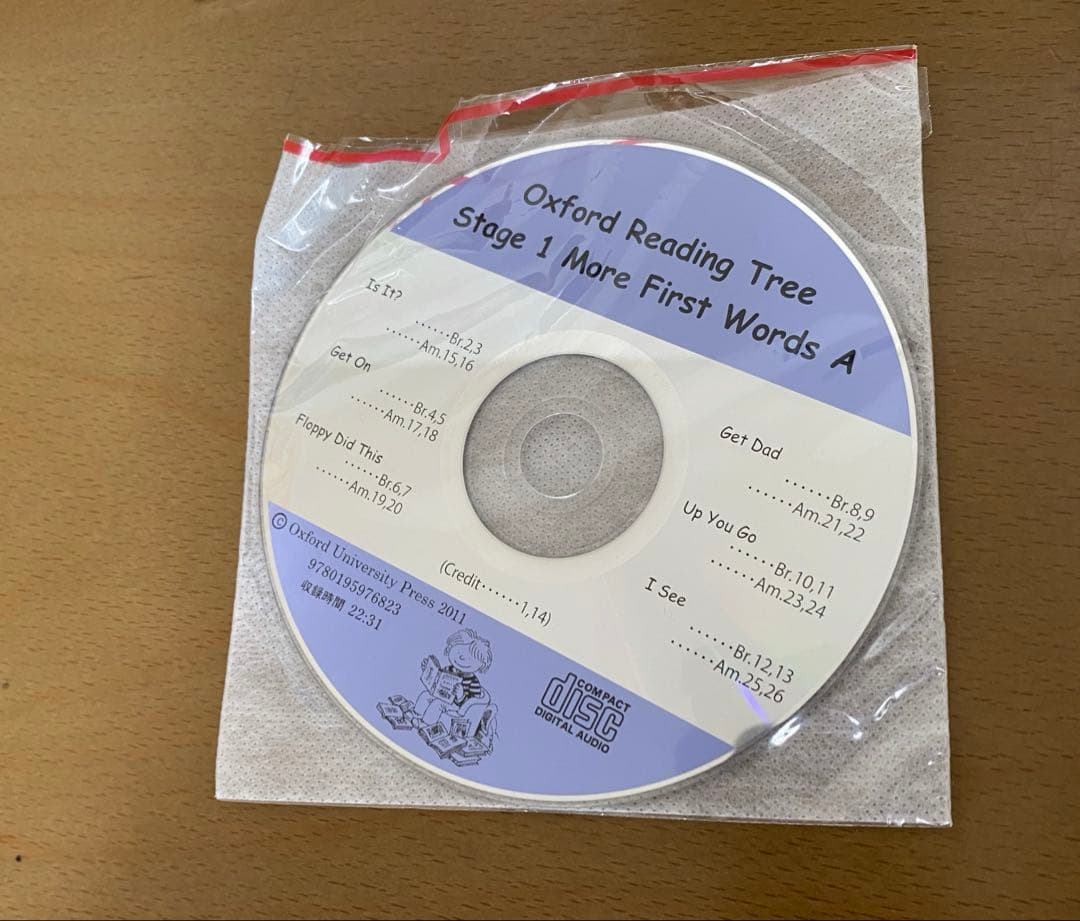 Oxford Reading Tree
Stage 1 More First Words A
Is It?
······Br.2,3
······Am.15,16
Get On
······Br.4,5
······Am.17,18
Floppy Did This
······Br.6,7
······Am.19,20
Get Dad
······Br.8,9
······Am.21,22
Up You Go
······Br.10,11
······Am.23,24
I See
······Br.12,13
······Am.25,26
(Credit······1,14)
© Oxford University Press 2011
9780195976823
収録時間 22:31
COMPACT
disc
DIGITAL AUDIO